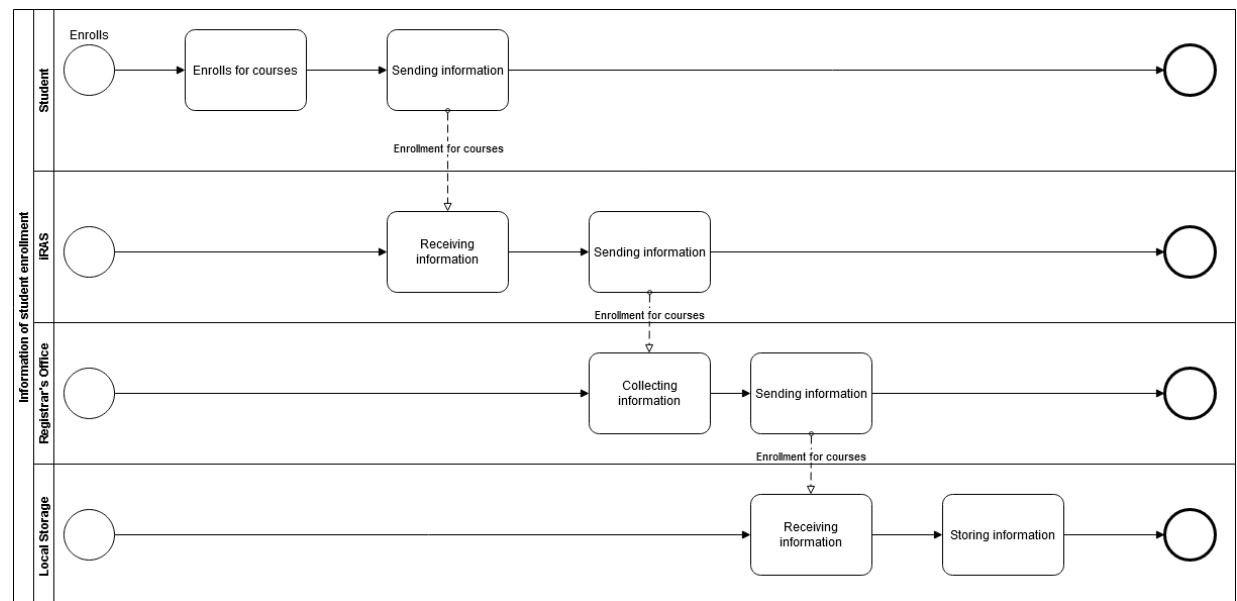 Information of student enrollment
Student
Enrolls
Enrolls for courses
Sending information
Enrollment for courses
IRAS
Receiving
information
Sending information
Enrollment for courses
Registrar's Office
Collecting
information
Sending information
Enrollment for courses
Local Storage
Receiving
information
Storing information